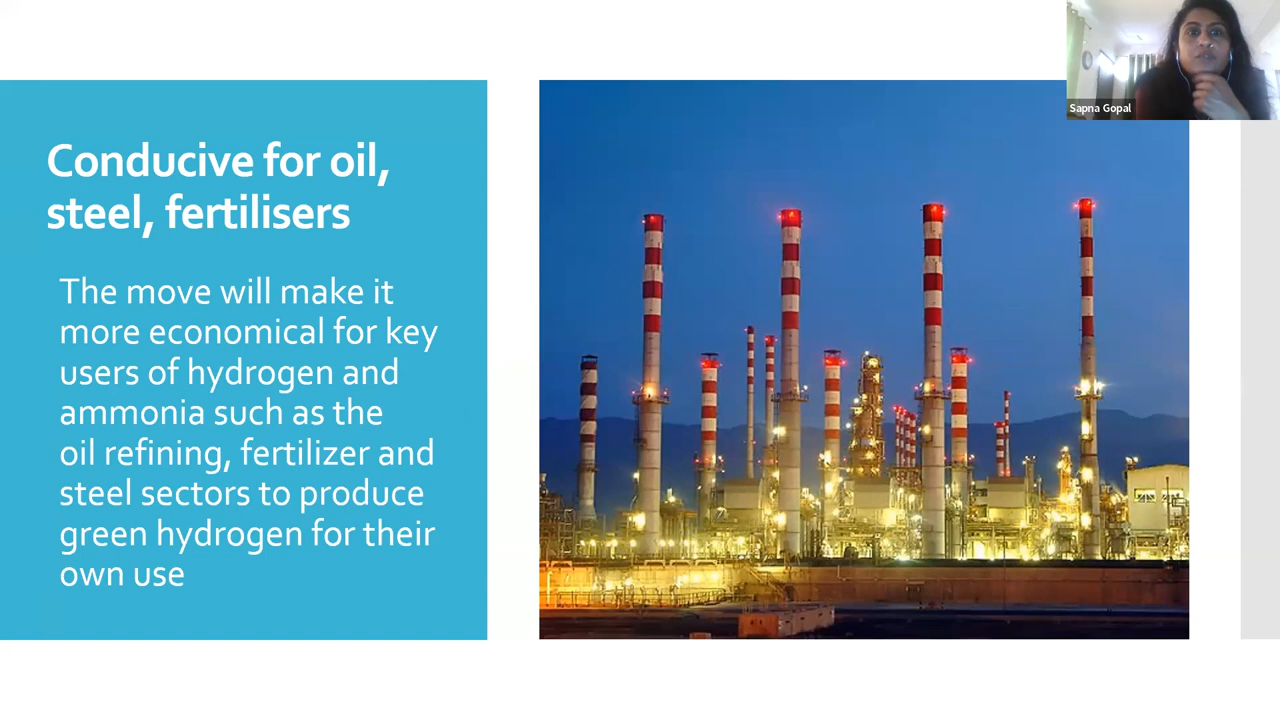 Conducive for oil,
steel, fertilisers
The move will make it
more economical for key
users of hydrogen and
ammonia such as the
oil refining, fertilizer and
steel sectors to produce
green hydrogen for their
own use
Sapna Gopal